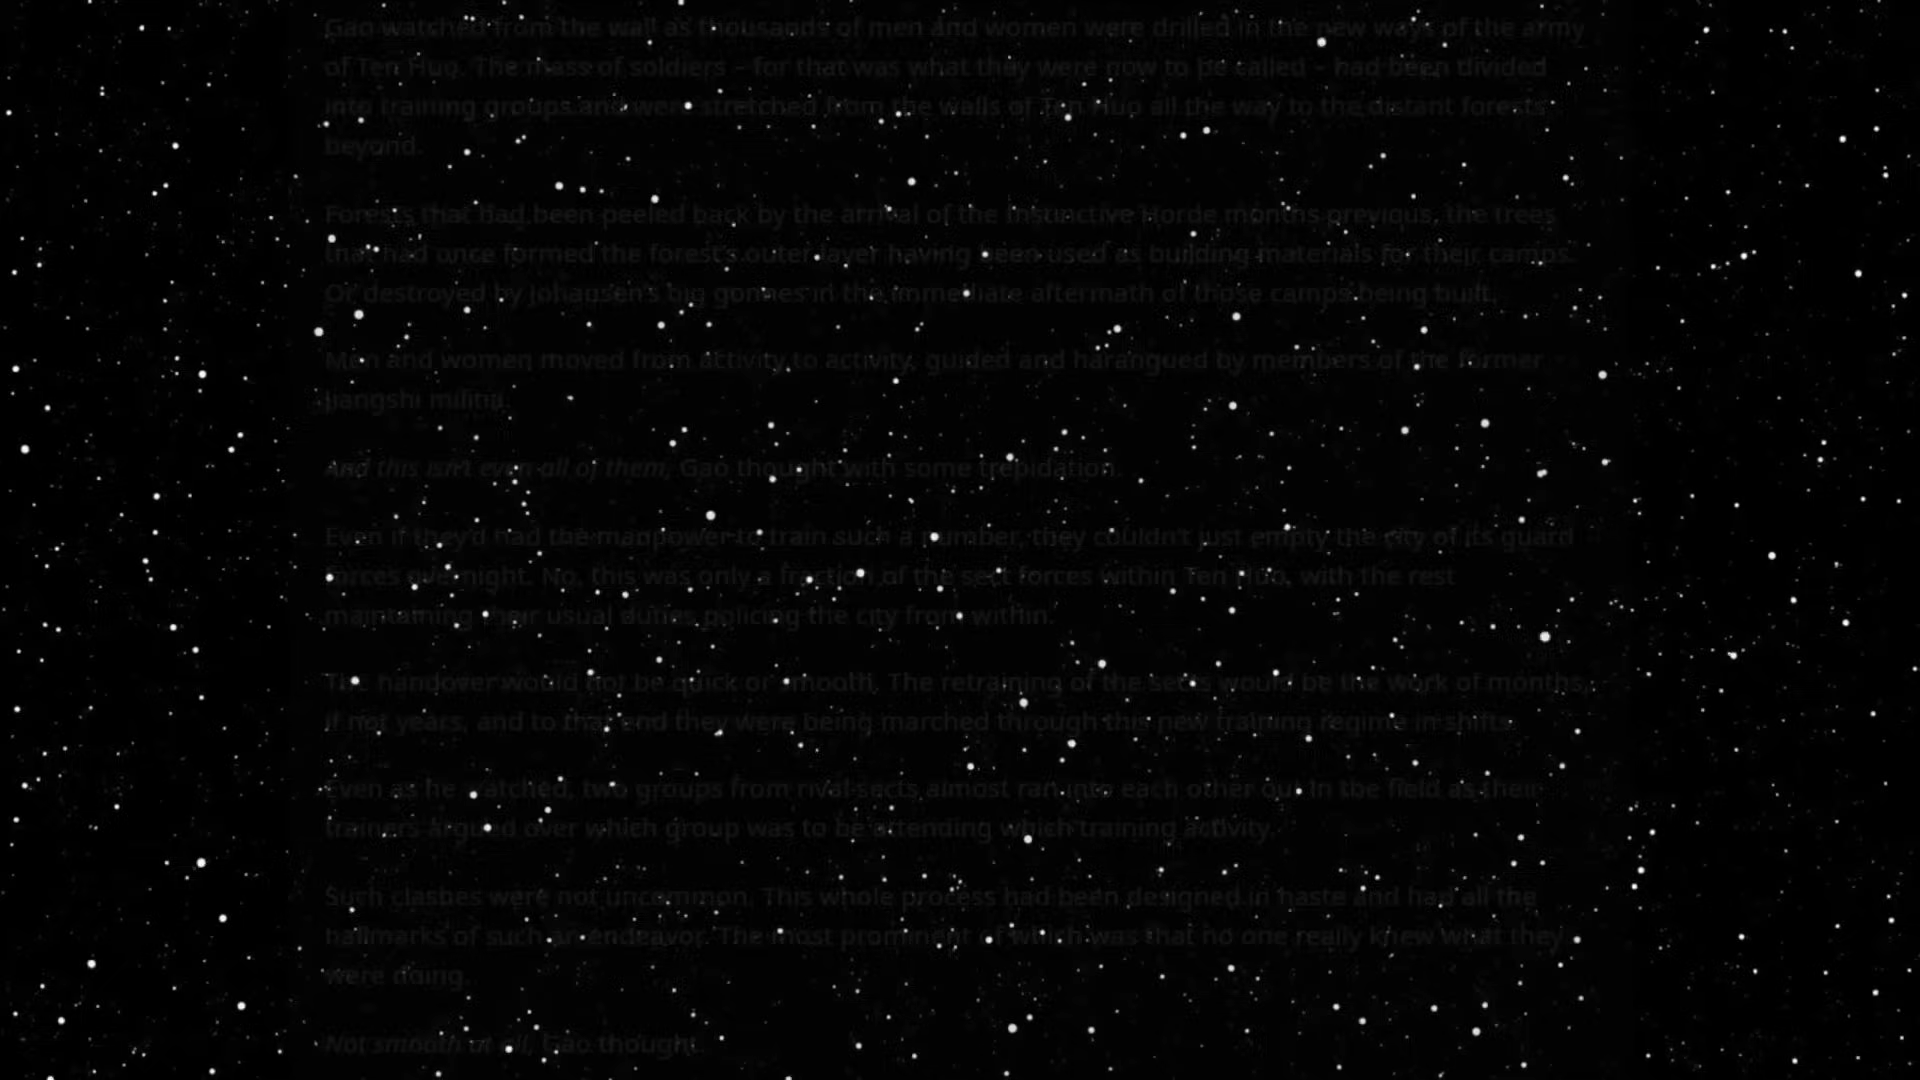 Gao watched from the wall as thousands of men and women were drilled in the new ways of the army
of Ten Huo. The mass of soldiers – for that was what they were now to be called – had been divided
into training groups and were stretched from the walls of Ten Huo all the way to the distant forests
beyond.
Forests that had been peeled back by the arrival of the Instinctive Horde months previous, the trees
that had once formed the forest's outer layer having been used as building materials for their camps.
Or destroyed by Johausen's big gonnes in the immediate aftermath of those camps being built.
Men and women moved from activity to activity, guided and harangued by members of the former
Jiangshi militia.
And this isn't even all of them, Gao thought with some trepidation.
Even if they'd had the manpower to train such a number, they couldn't just empty the city of its guard
forces overnight. No, this was only a fraction of the sect forces within Ten Huo, with the rest
maintaining their usual duties policing the city from within.
The handover would not be quick or smooth. The retraining of the sects would be the work of months,
if not years, and to that end they were being marched through this new training regime in shifts.
Even as he watched, two groups from rival sects almost ran into each other out in the field as their
trainers argued over which group was to be attending which training activity.
Such clashes were not uncommon. This whole process had been designed in haste and had all the
hallmarks of such an endeavor. The most prominent of which was that no one really knew what they
were doing.
Not smooth at all, Gao thought.